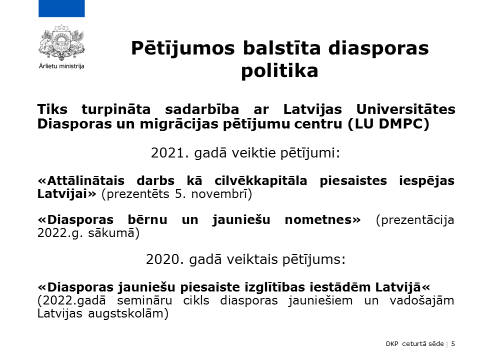 Ārlietu ministrija
Pētījumos balstīta diasporas
politika
Tiks turpināta sadarbība ar Latvijas Universitātes
Diasporas un migrācijas pētījumu centru (LU DMPC)
2021. gadā veiktie pētījumi:
«Attālinātais darbs kā cilvēkkapitāla piesaistes iespējas
Latvijai» (prezentēts 5. novembrī)
«Diasporas bērnu un jauniešu nometnes» (prezentācija
2022.g. sākumā)
2020. gadā veiktais pētījums:
«Diasporas jauniešu piesaiste izglītības iestādēm Latvijā«
(2022.gadā semināru cikls diasporas jauniešiem un vadošajām
Latvijas augstskolām)
DKP ceturtā sēde | 5